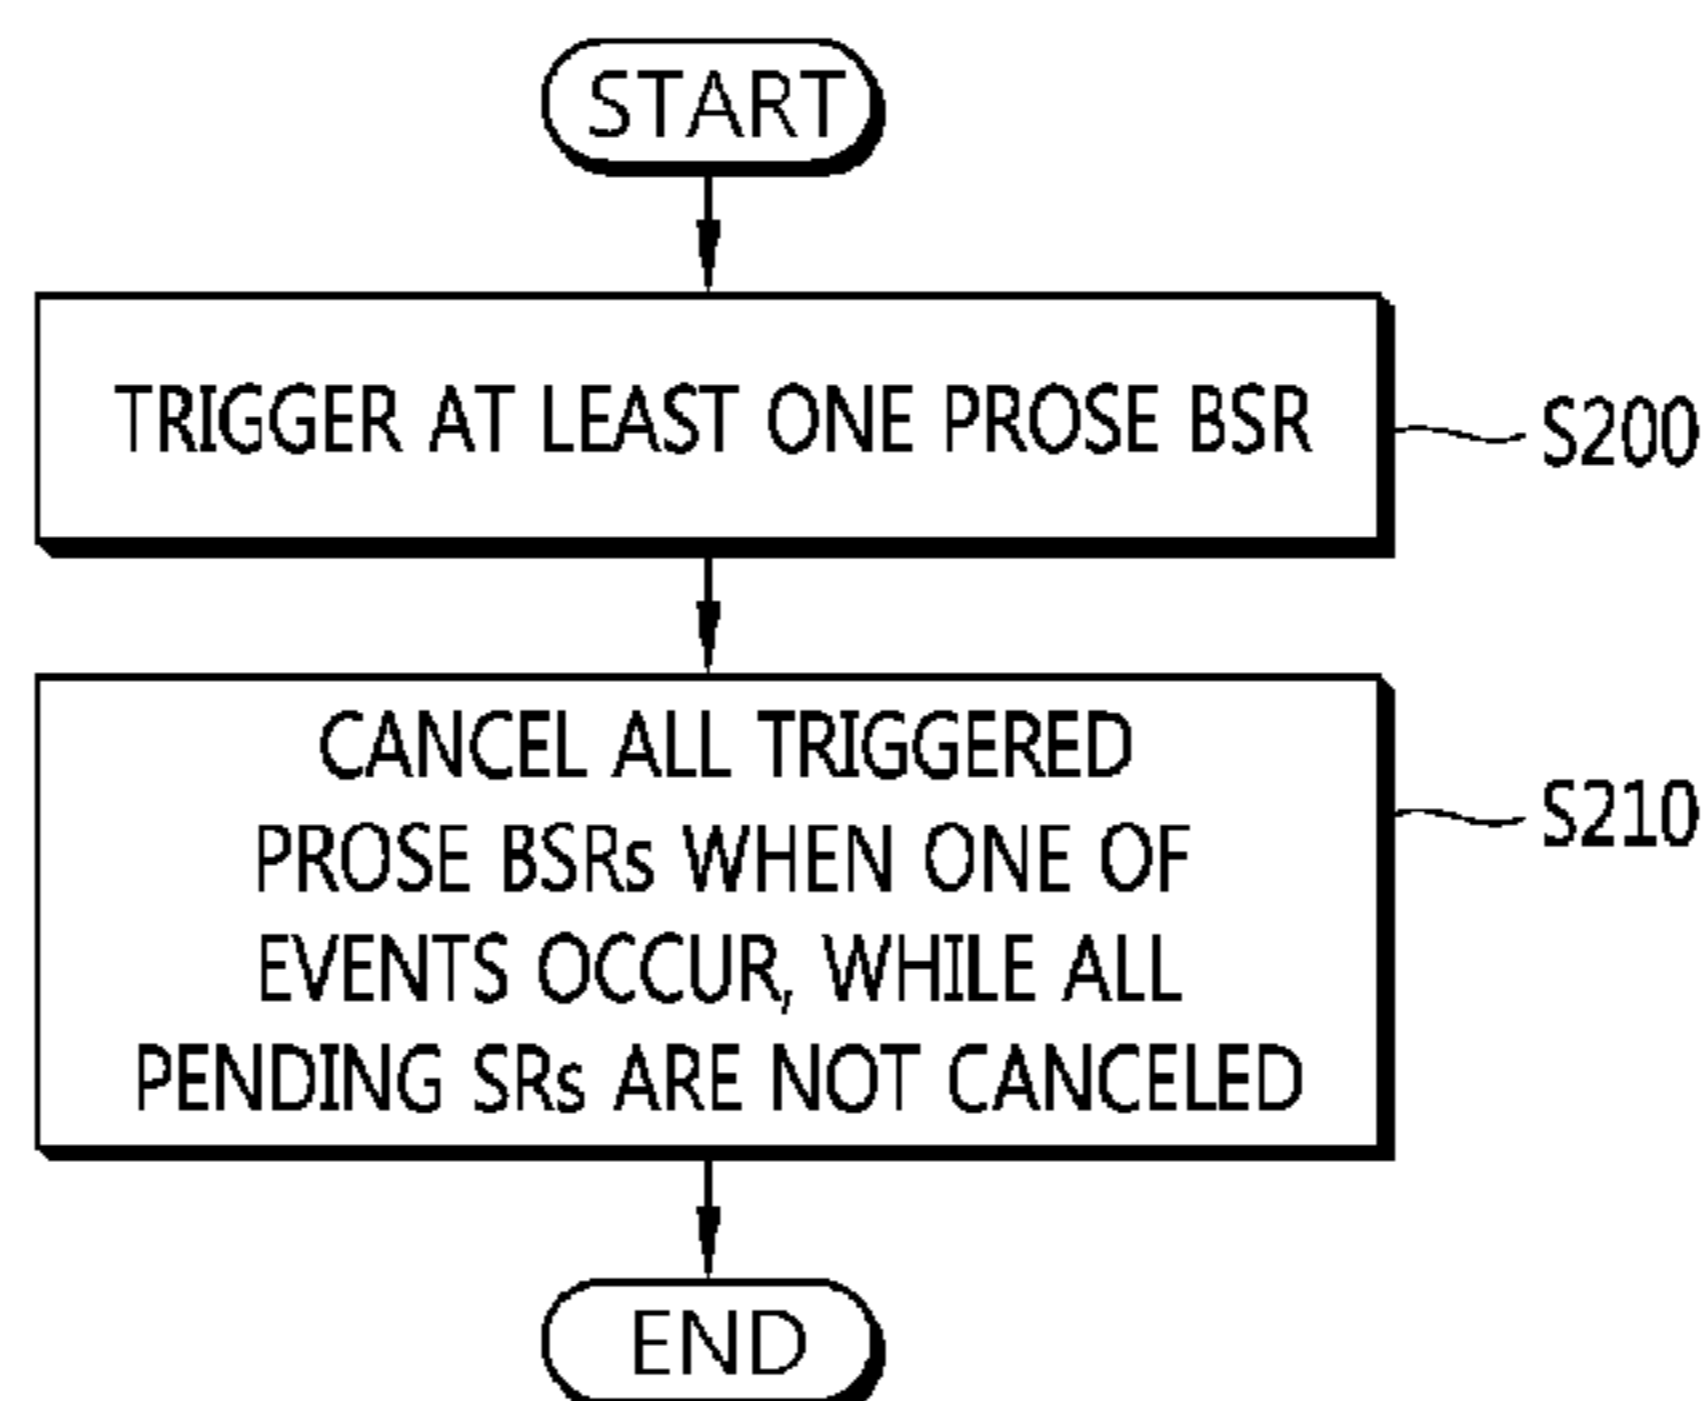 START
TRIGGER AT LEAST ONE PROSE BSR
S200
CANCEL ALL TRIGGERED
PROSE BSRs WHEN ONE OF
EVENTS OCCUR, WHILE ALL
PENDING SRs ARE NOT CANCELED
S210
END